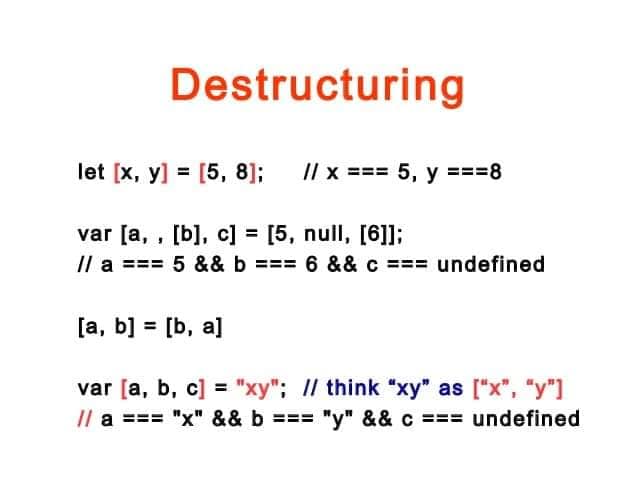 Destructuring
let [x, y] = [5, 8]; // x === 5, y ===8
var [a, , [b], c] = [5, null, [6]];
// a === 5 && b === 6 && c === undefined
[a, b] = [b, a]
var [a, b, c] = "xy"; // think “xy” as [“x”, “y”]
// a === "x" && b === "y" && c === undefined